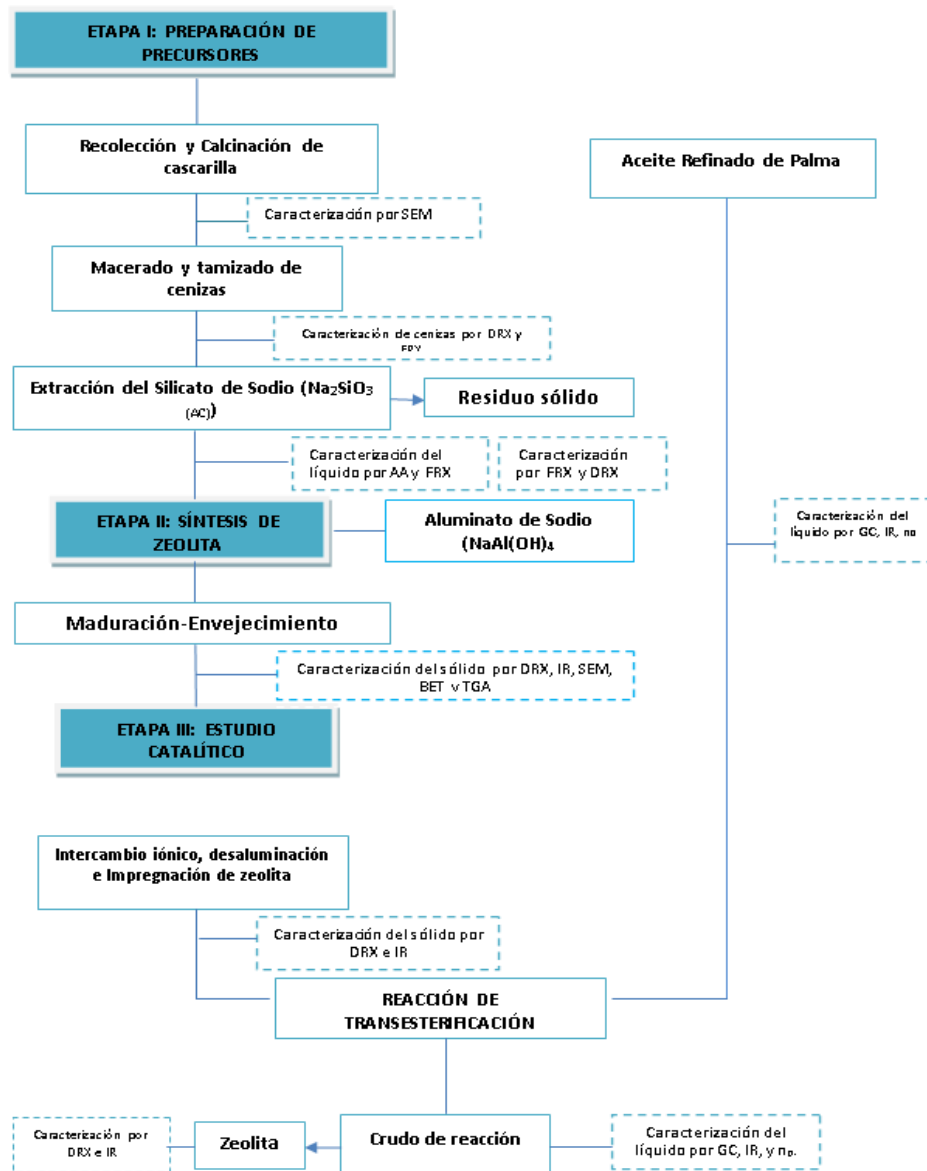 ETAPA I: PREPARACIÓN DE
PRECURSORES
Recolección y Calcinación de
cascarilla
Aceite Refinado de Palma
Caracterización por SEM
Macerado y tamizado de
cenizas
Caracterización de cenizas por DRX y
Extracción del Silicato de Sodio (Na₂SiO₃
(AC))
Residuo sólido
Caracterización del
líquido por AA y FRX
Caracterización
por FRX y DRX
ETAPA II: SÍNTESIS DE
ZEOLITA
Aluminato de Sodio
(NaAl(OH)₄
Caracterización del
líquido por GC, IR, no
Maduración-Envejecimiento
Caracterización del sólido por DRX, IR, SEM,
BET y TGA
ETAPA III: ESTUDIO
CATALÍTICO
Intercambio iónico, desaluminación
e Impregnación de zeolita
Caracterización del sólido por
DRX e IR
REACCIÓN DE
TRANSESTERIFICACIÓN
Caracterización por
DRX e IR
Zeolita
Crudo de reacción
Caracterización del
líquido por GC, IR, y n_D.